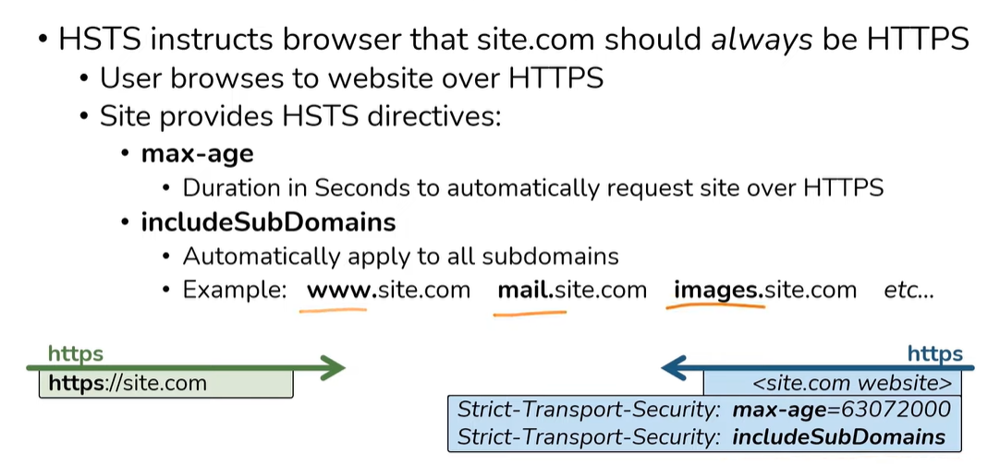 • HSTS instructs browser that site.com should always be HTTPS
• User browses to website over HTTPS
• Site provides HSTS directives:
• max-age
• Duration in Seconds to automatically request site over HTTPS
• includeSubDomains
• Automatically apply to all subdomains
• Example: www.site.com mail.site.com images.site.com etc...
https
https://site.com
https
<site.com website>
Strict-Transport-Security: max-age=63072000
Strict-Transport-Security: includeSubDomains